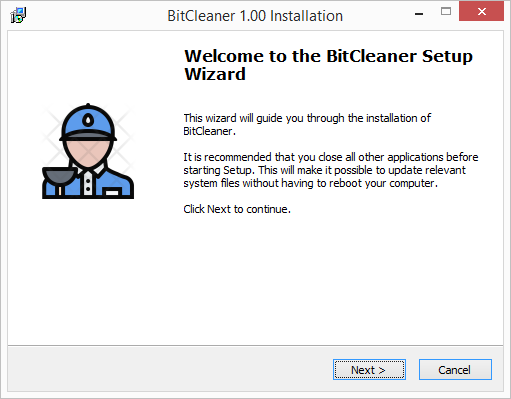 BitCleaner 1.00 Installation
Welcome to the BitCleaner Setup
Wizard
This wizard will guide you through the installation of
BitCleaner.
It is recommended that you close all other applications before
starting Setup. This will make it possible to update relevant
system files without having to reboot your computer.
Click Next to continue.
Next >
Cancel